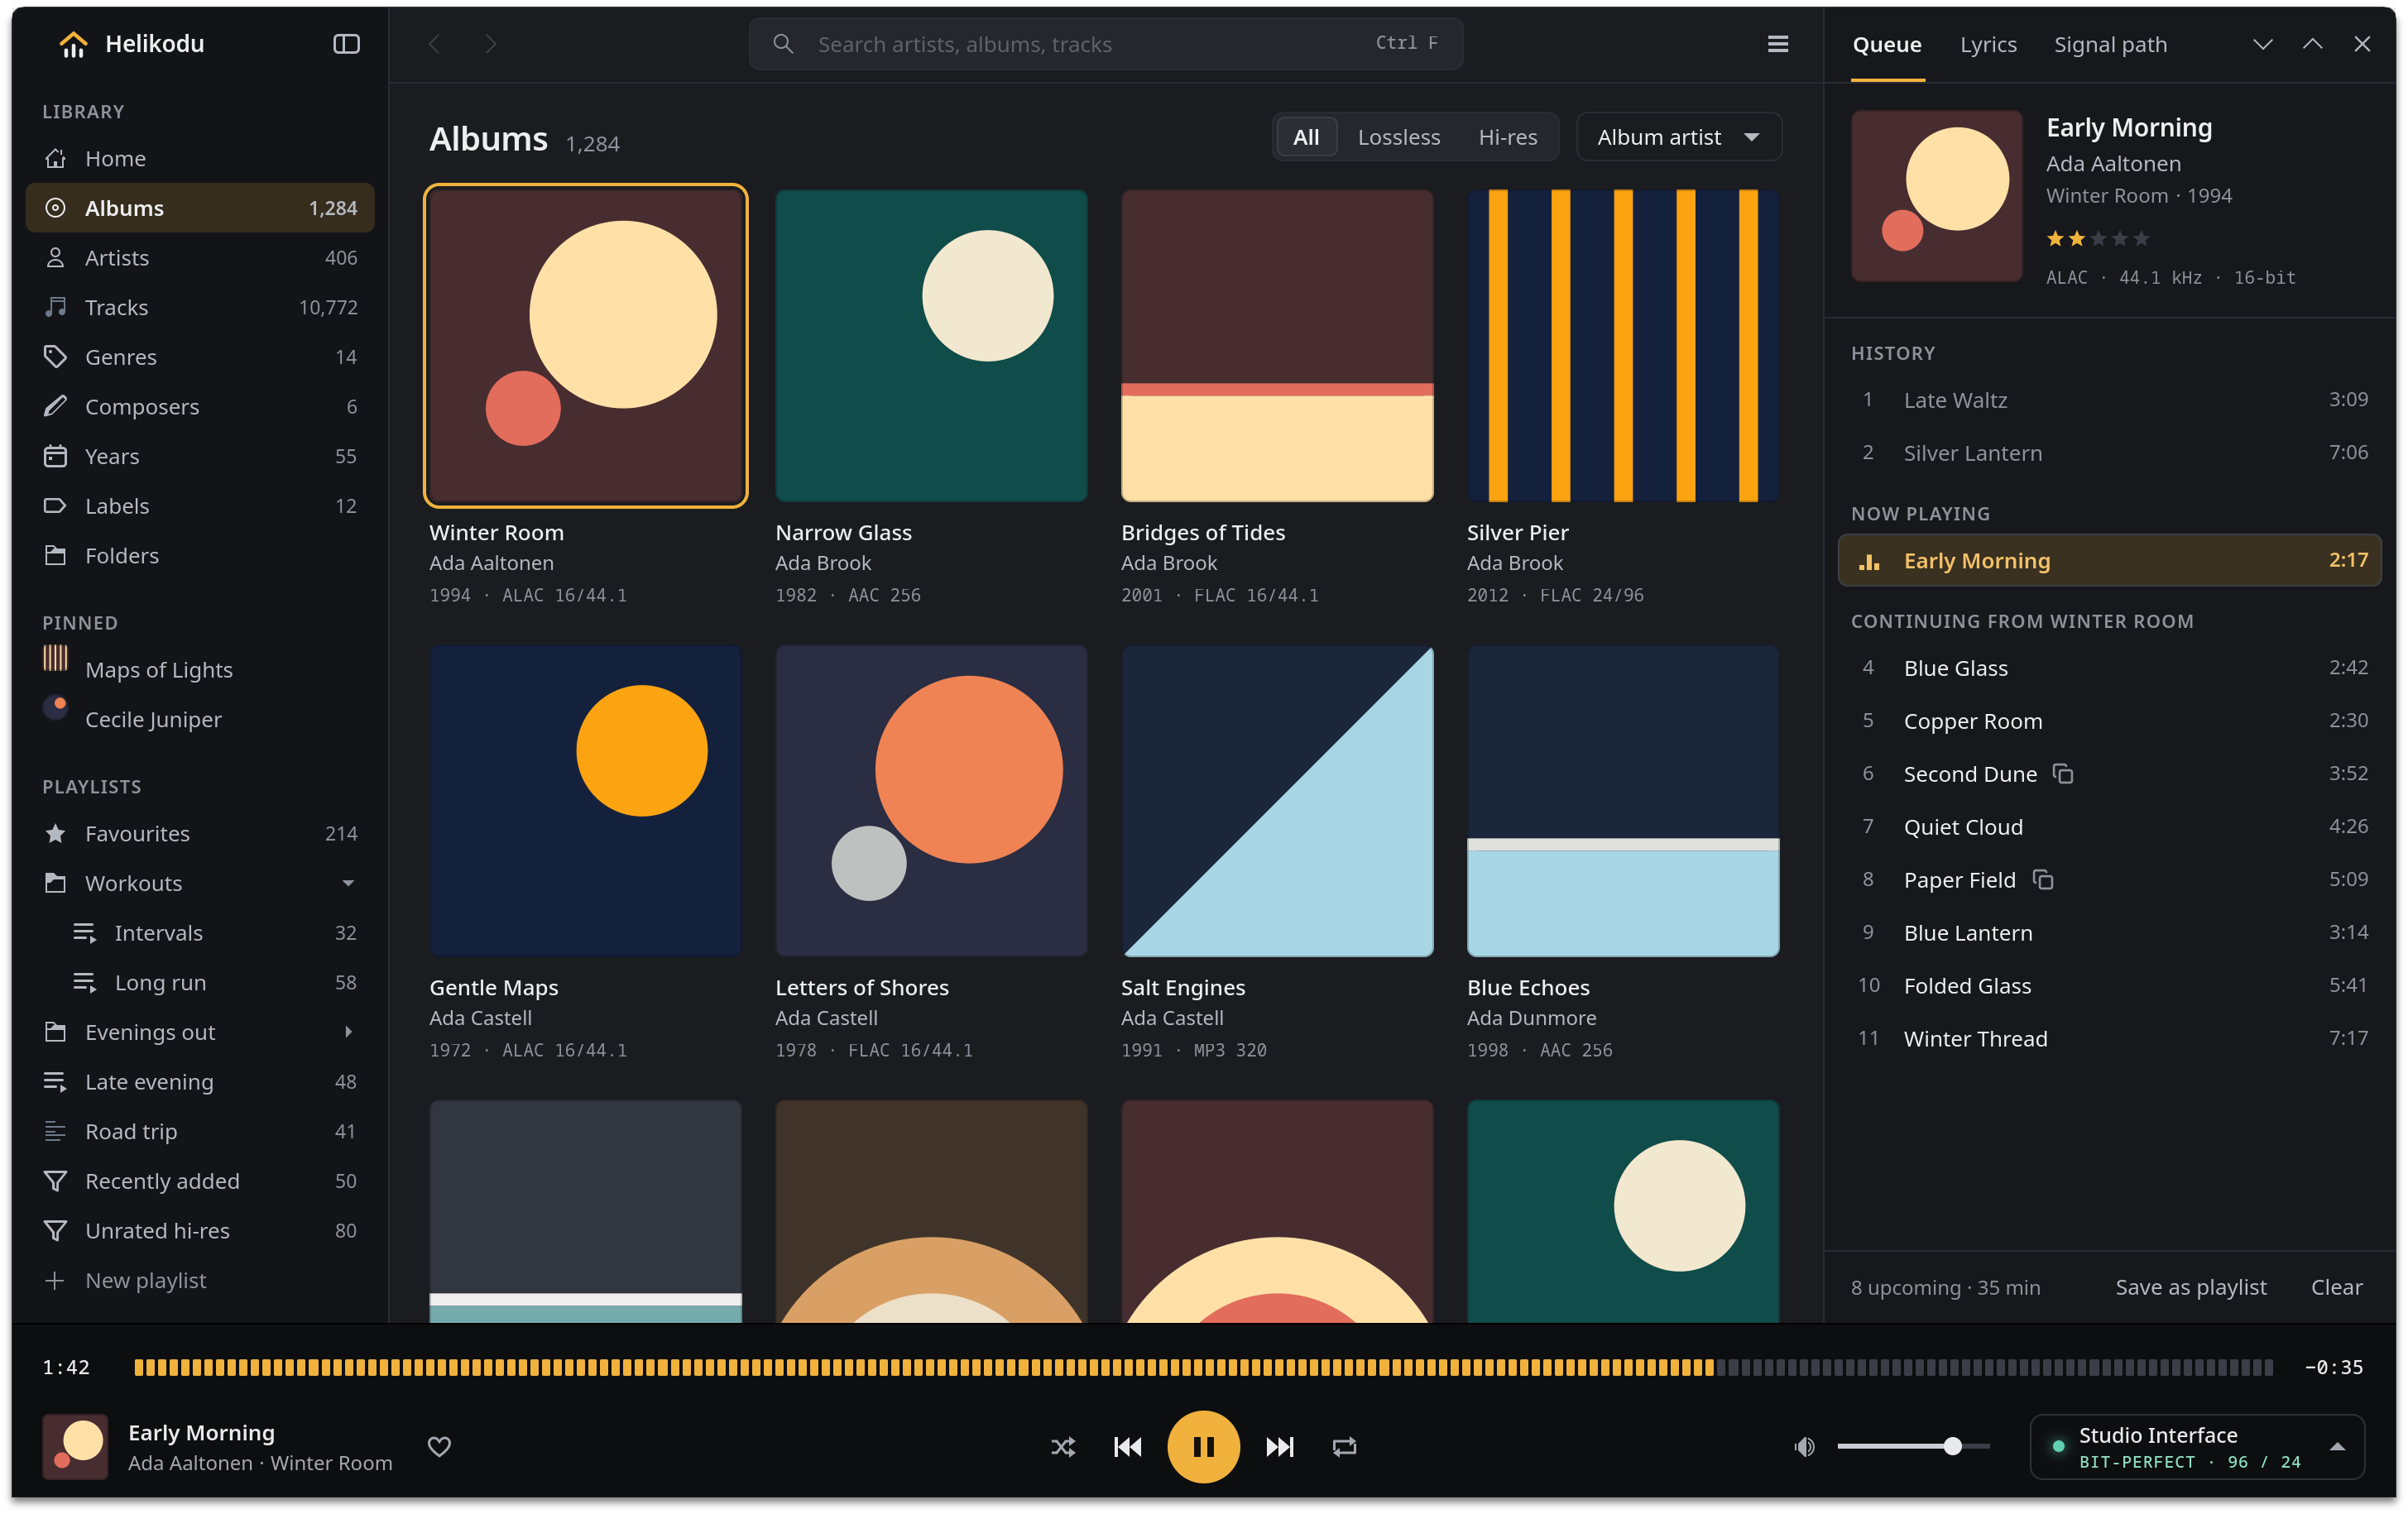 Helikodu
LIBRARY
Home
Albums 1,284
Artists 406
Tracks 10,772
Genres 14
Composers 6
Years 55
Labels 12
Folders
PINNED
Maps of Lights
Cecile Juniper
PLAYLISTS
Favourites 214
Workouts
Intervals 32
Long run 58
Evenings out
Late evening 48
Road trip 41
Recently added 50
Unrated hi-res 80
New playlist
Search artists, albums, tracks Ctrl F
Albums 1,284
All Lossless Hi-res Album artist
Winter Room
Ada Aaltonen
1994 · ALAC 16/44.1
Narrow Glass
Ada Brook
1982 · AAC 256
Bridges of Tides
Ada Brook
2001 · FLAC 16/44.1
Silver Pier
Ada Brook
2012 · FLAC 24/96
Gentle Maps
Ada Castell
1972 · ALAC 16/44.1
Letters of Shores
Ada Castell
1978 · FLAC 16/44.1
Salt Engines
Ada Castell
1991 · MP3 320
Blue Echoes
Ada Dunmore
1998 · AAC 256
Queue Lyrics Signal path
Early Morning
Ada Aaltonen
Winter Room · 1994
ALAC · 44.1 kHz · 16-bit
HISTORY
1 Late Waltz 3:09
2 Silver Lantern 7:06
NOW PLAYING
Early Morning 2:17
CONTINUING FROM WINTER ROOM
4 Blue Glass 2:42
5 Copper Room 2:30
6 Second Dune 3:52
7 Quiet Cloud 4:26
8 Paper Field 5:09
9 Blue Lantern 3:14
10 Folded Glass 5:41
11 Winter Thread 7:17
8 upcoming · 35 min Save as playlist Clear
1:42 −0:35
Early Morning
Ada Aaltonen · Winter Room
Studio Interface
BIT-PERFECT · 96 / 24